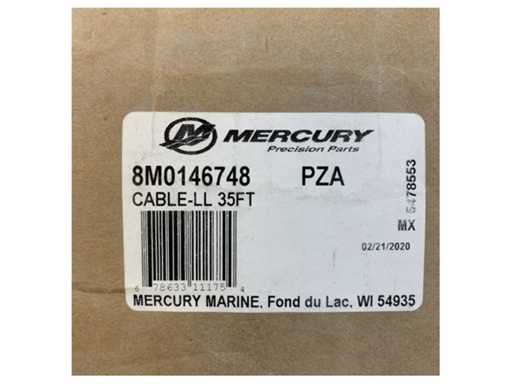 MERCURY
Precision Parts
8M0146748 PZA
CABLE-LL 35FT
5478553
MX
02/21/2020
6 78633 11175 4
MERCURY MARINE, Fond du Lac, WI 54935